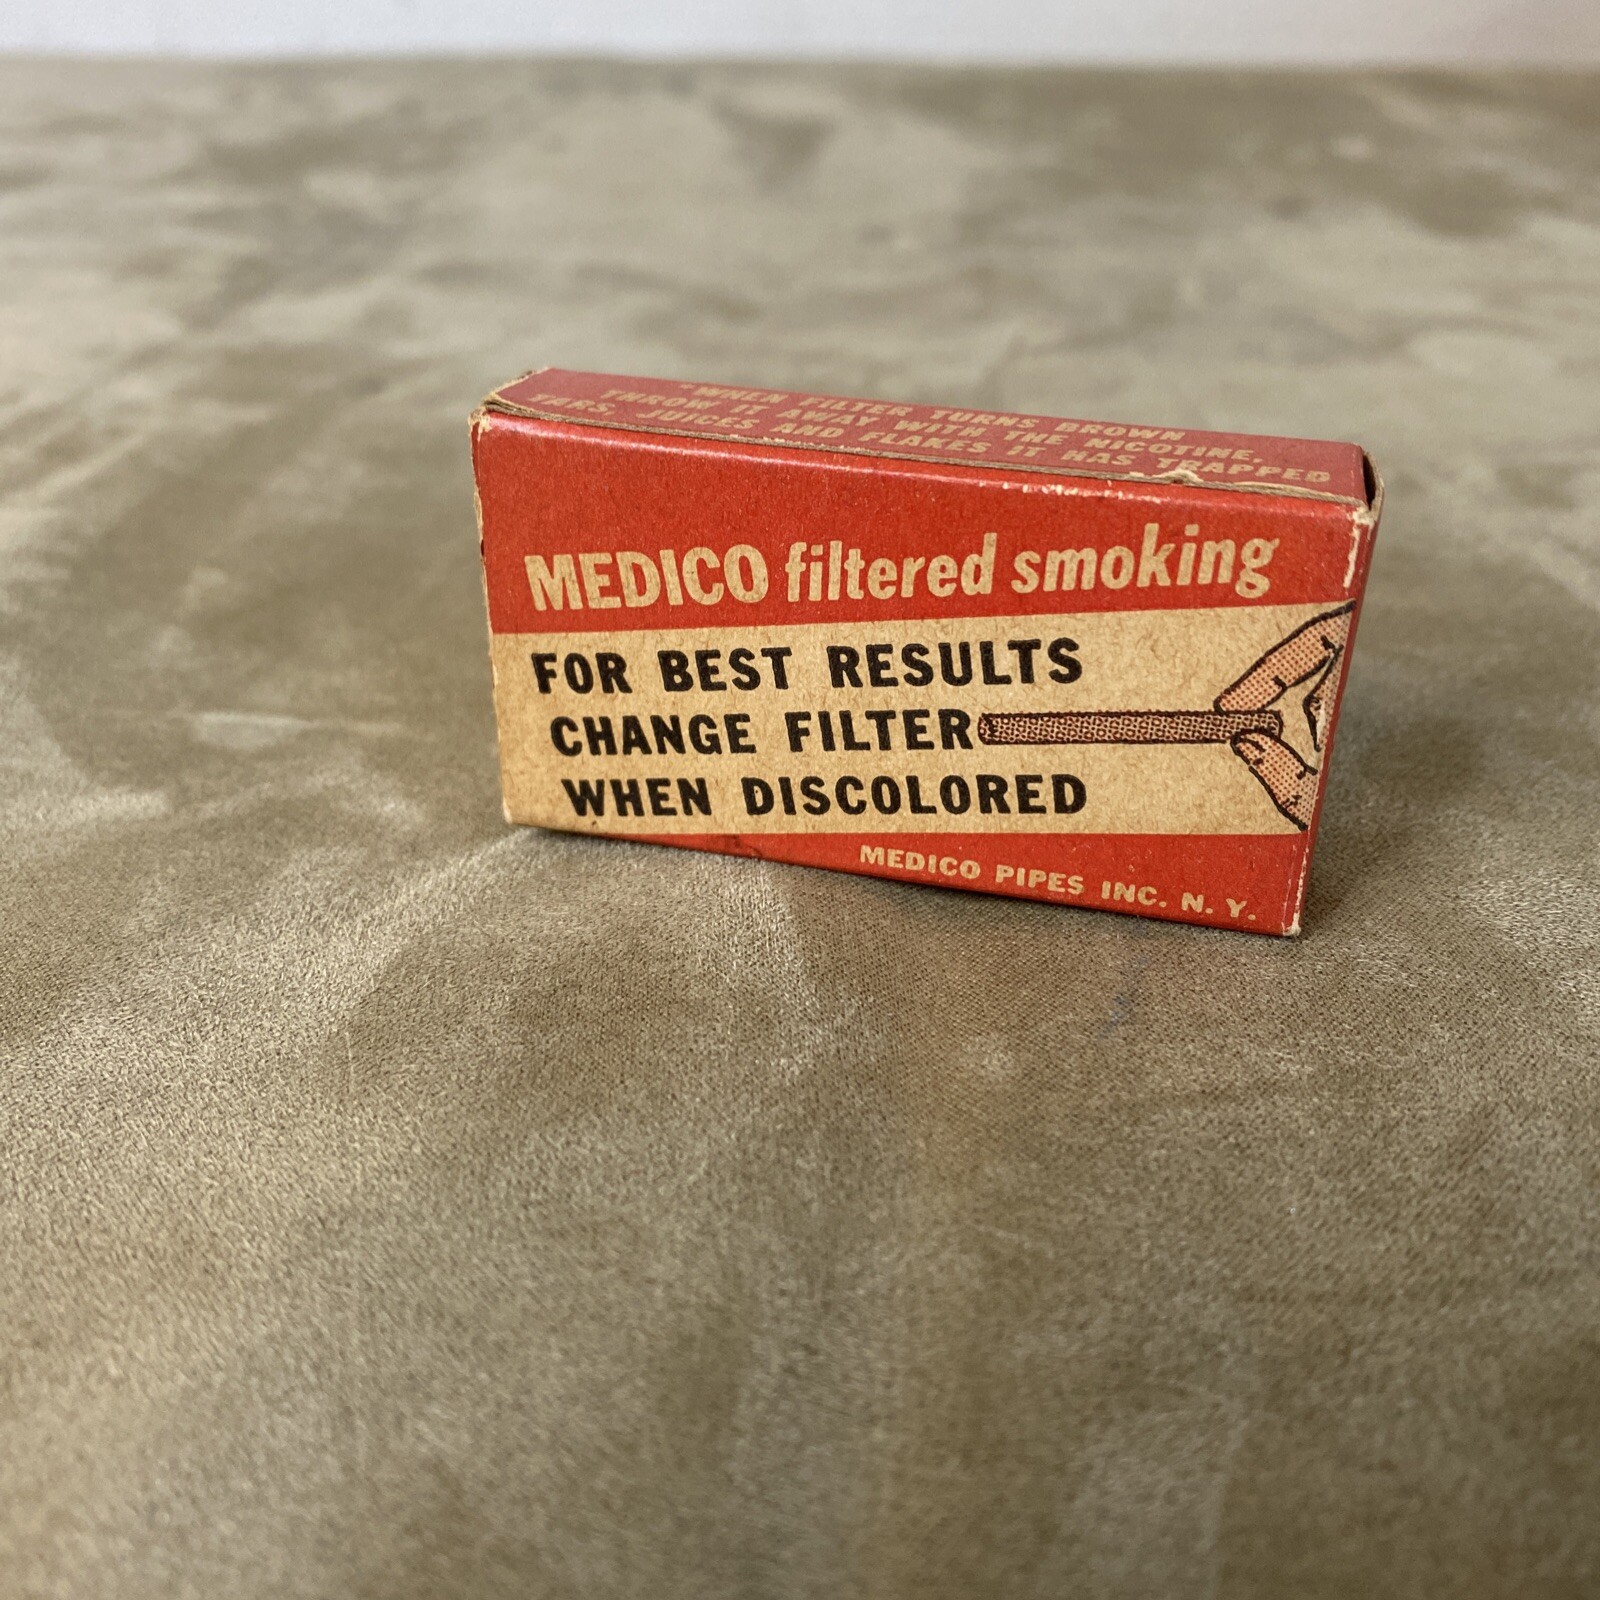 "WHEN FILTER TURNS BROWN
THROW IT AWAY WITH THE NICOTINE,
TARS, JUICES AND FLAKES IT HAS TRAPPED
MEDICO filtered smoking
FOR BEST RESULTS
CHANGE FILTER
WHEN DISCOLORED
MEDICO PIPES INC. N. Y.